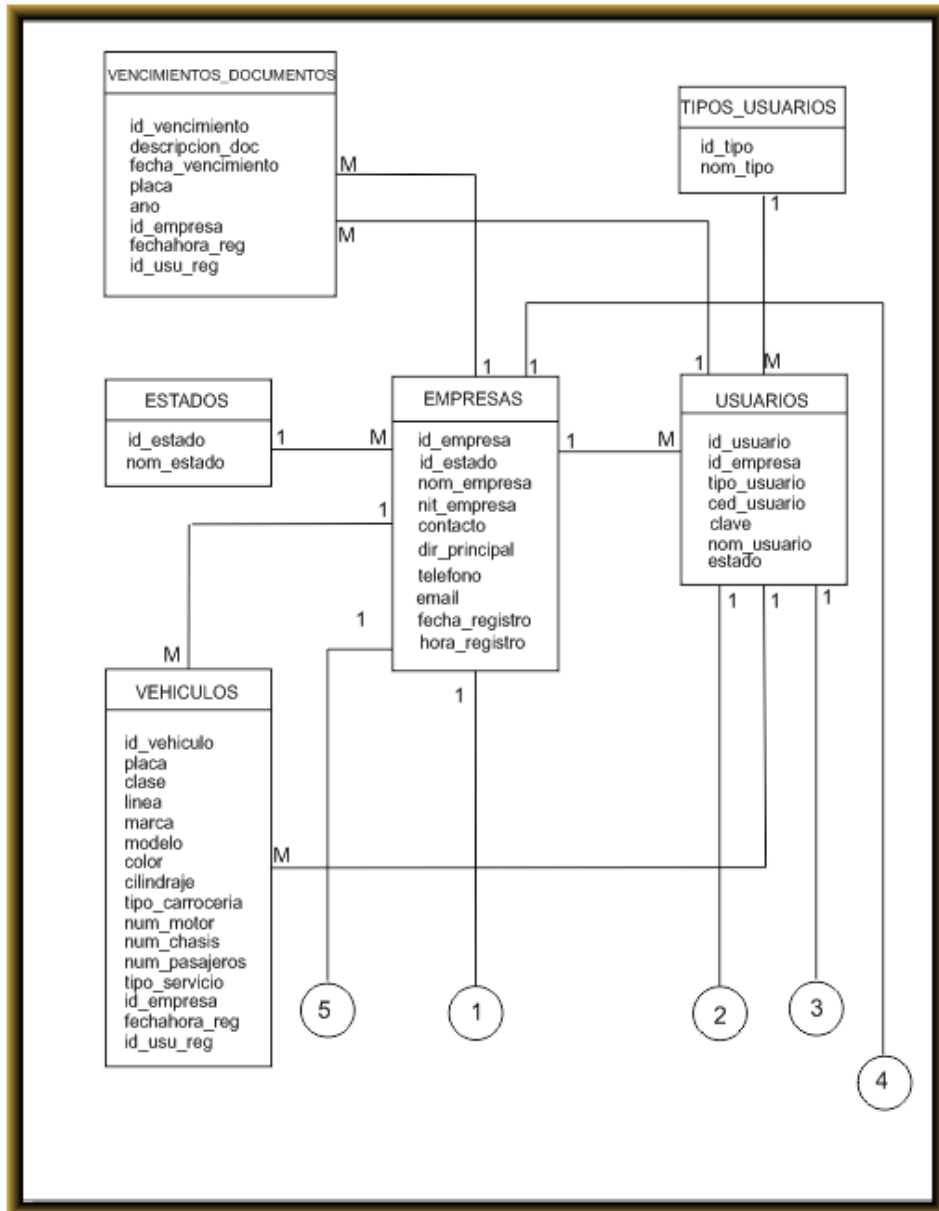 VENCIMIENTOS_DOCUMENTOS
id_vencimiento
descripcion_doc
fecha_vencimiento
placa
ano
id_empresa
fechahora_reg
id_usu_reg
M
M
TIPOS_USUARIOS
id_tipo
nom_tipo
1
1
1
1
M
ESTADOS
id_estado
nom_estado
1
M
EMPRESAS
id_empresa
id_estado
nom_empresa
nit_empresa
contacto
dir_principal
telefono
email
fecha_registro
hora_registro
1
M
USUARIOS
id_usuario
id_empresa
tipo_usuario
ced_usuario
clave
nom_usuario
estado
1
1
1
1
1
1
M
VEHICULOS
id_vehiculo
placa
clase
linea
marca
modelo
color
cilindraje
tipo_carroceria
num_motor
num_chasis
num_pasajeros
tipo_servicio
id_empresa
fechahora_reg
id_usu_reg
M
5
1
2
3
4